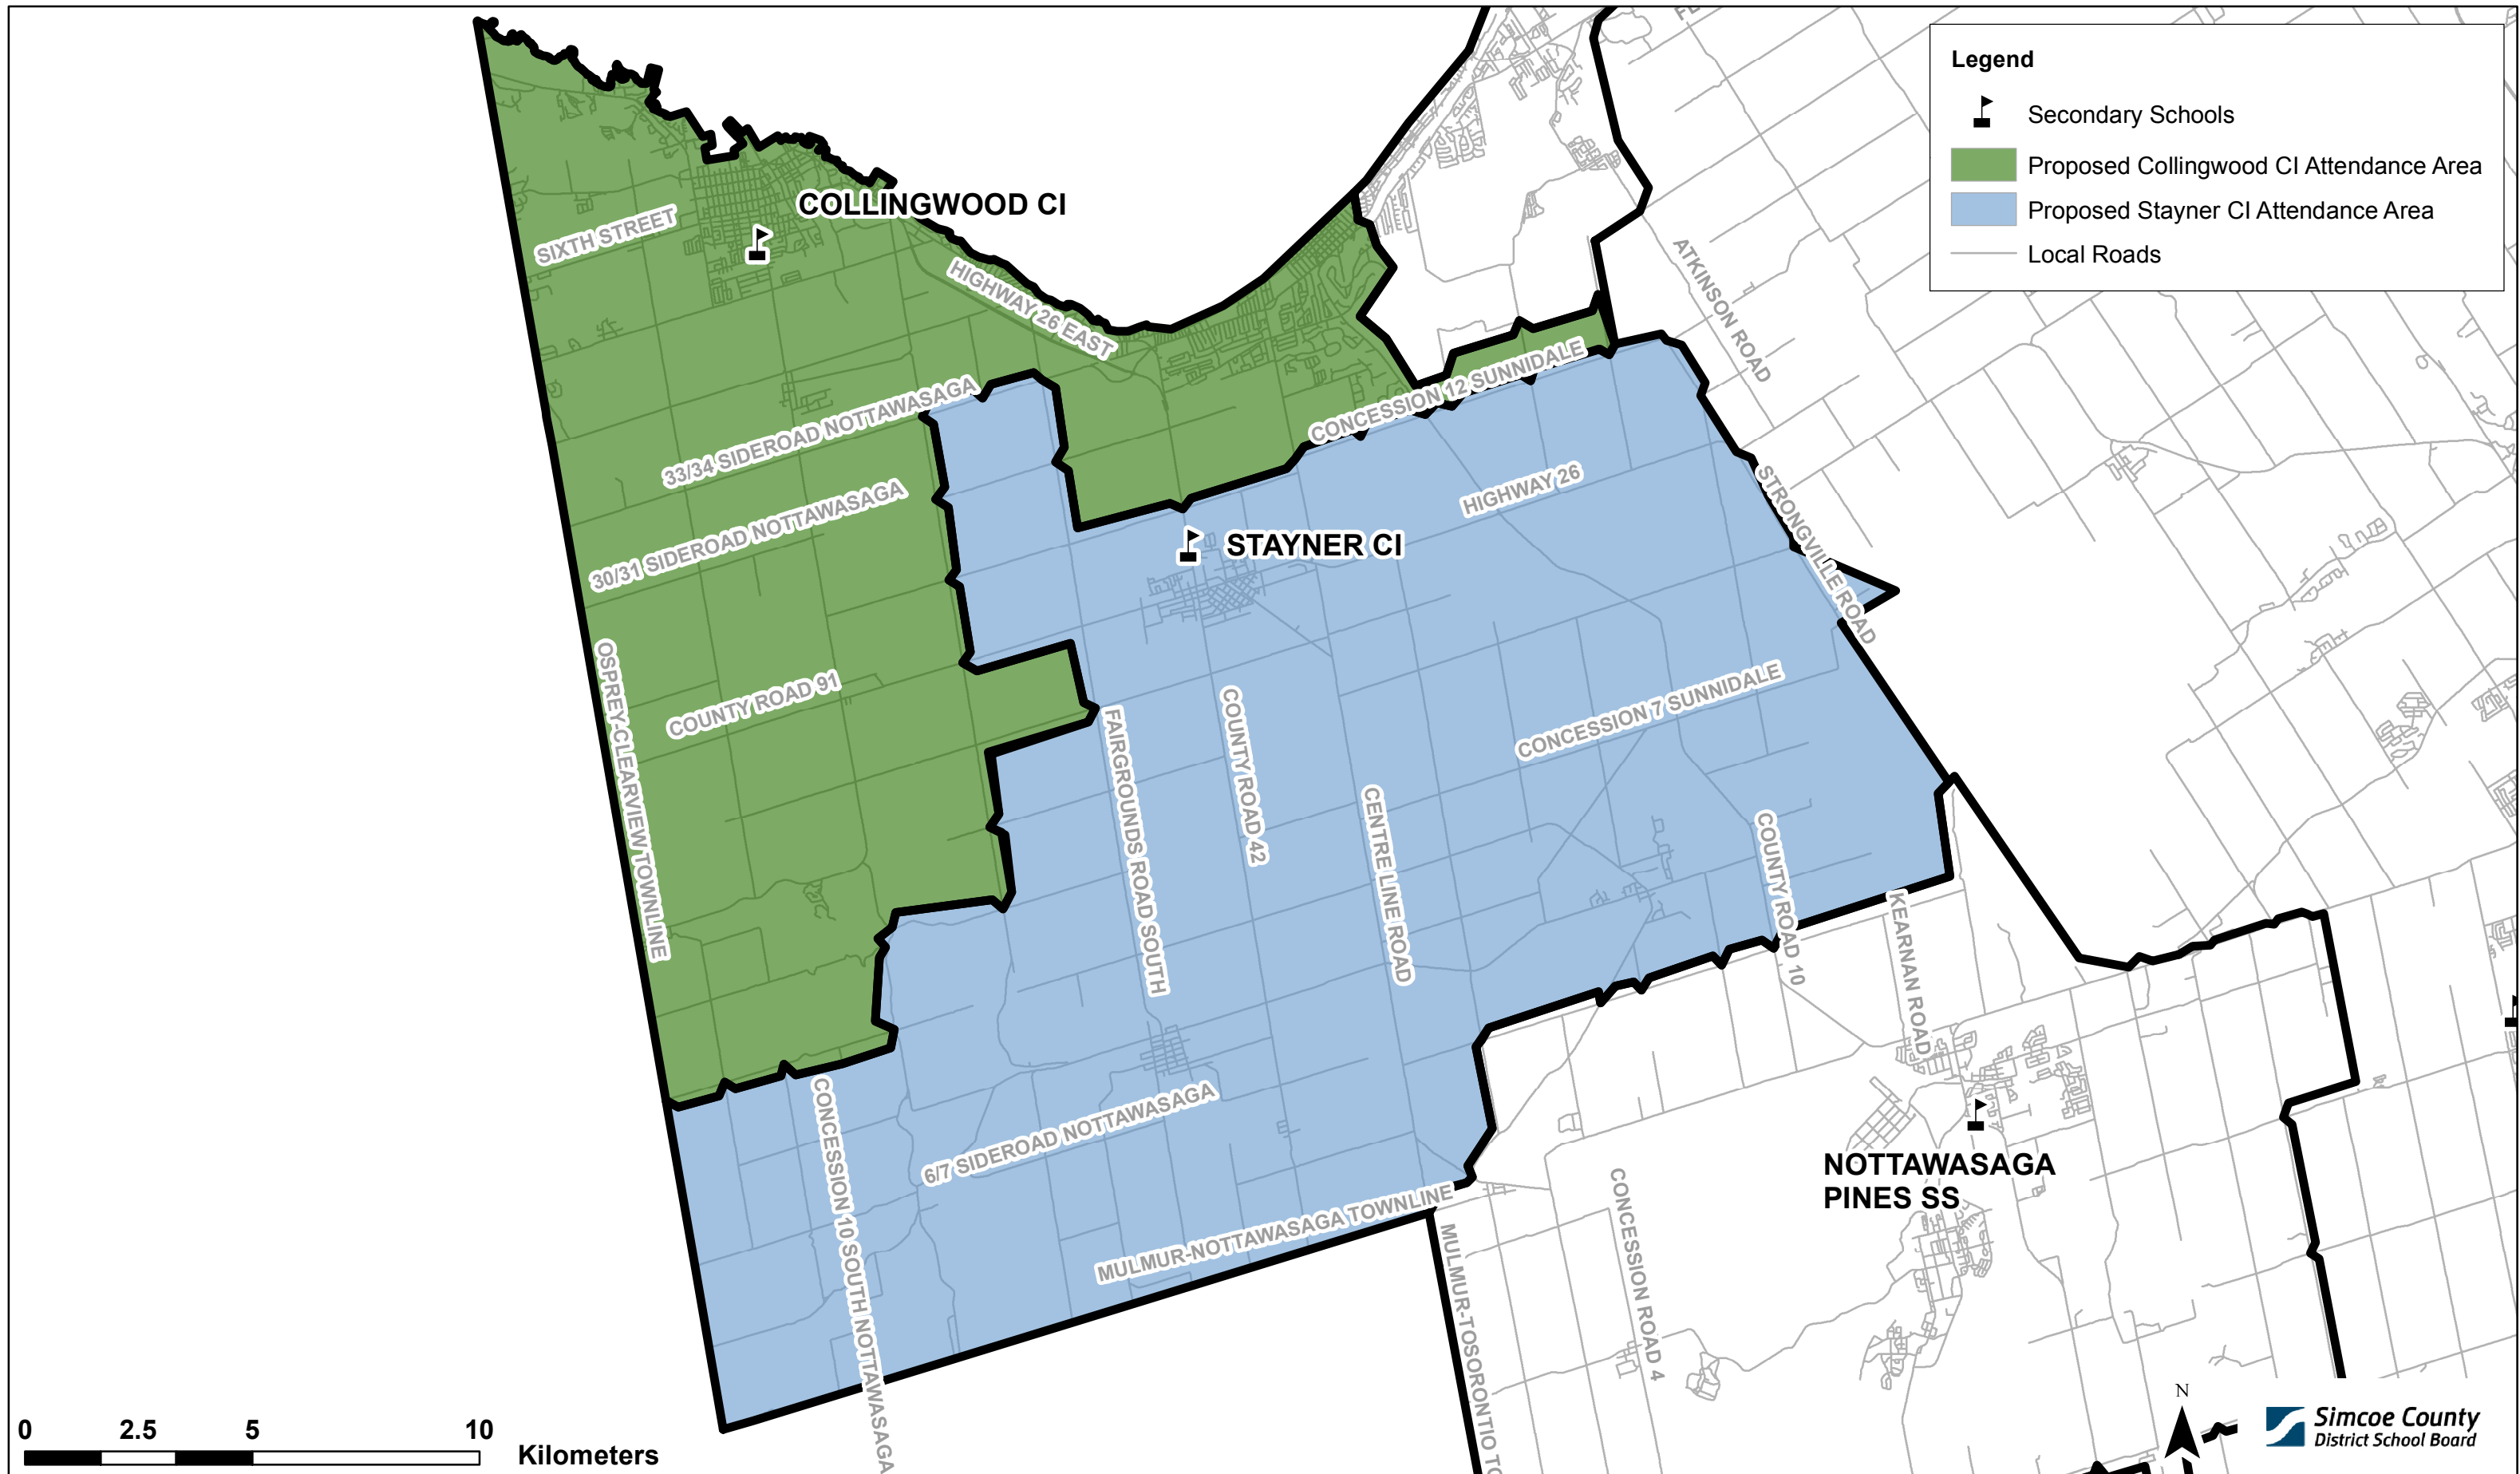 Legend
Secondary Schools
Proposed Collingwood CI Attendance Area
Proposed Stayner CI Attendance Area
Local Roads
COLLINGWOOD CI
SIXTH STREET
HIGHWAY 26 EAST
ATKINSON ROAD
33/34 SIDEROAD NOTTAWASAGA
CONCESSION 12 SUNNIDALE
30/31 SIDEROAD NOTTAWASAGA
HIGHWAY 26
STRONGVILLE ROAD
STAYNER CI
OSPREY-CLEARVIEW TOWNLINE
COUNTY ROAD 91
FAIRGROUNDS ROAD SOUTH
COUNTY ROAD 42
CONCESSION 7 SUNNIDALE
CENTRE LINE ROAD
COUNTY ROAD 10
KEARNAN ROAD
CONCESSION 10 SOUTH NOTTAWASAGA
6/7 SIDEROAD NOTTAWASAGA
MULMUR-NOTTAWASAGA TOWNLINE
NOTTAWASAGA
PINES SS
MULMUR-TOSORONTIO
CONCESSION ROAD 4
0 2.5 5 10
Kilometers
N
Simcoe County
District School Board